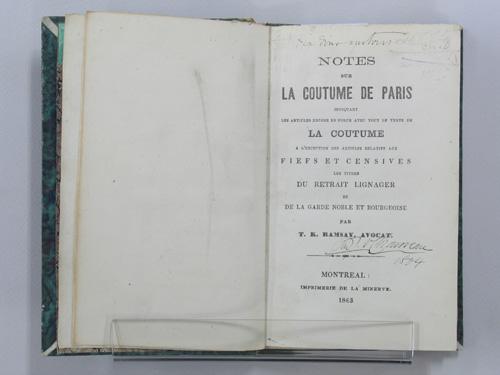 NOTES
SUR
LA COUTUME DE PARIS
INDIQUANT
LES ARTICLES ENCORE EN FORCE AVEC TOUT LE TEXTE DE
LA COUTUME
A L'EXCEPTION DES ARTICLES RELATIFS AUX
FIEFS ET CENSIVES
LES TITRES
DU RETRAIT LIGNAGER
ET
DE LA GARDE NOBLE ET BOURGEOISE
PAR
T. K. RAMSAY, AVOCAT.
MONTREAL:
IMPRIMERIE DE LA MINERVE.
1863